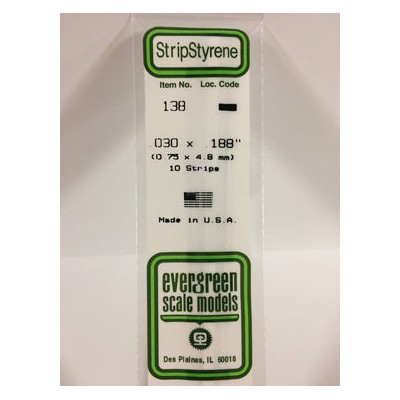 StripStyrene
Item No. Loc. Code
138
.030 x .188"
(0.75 x 4.8 mm)
10 Strips
Made in U.S.A.
evergreen
scale models
Des Plaines, IL 60018